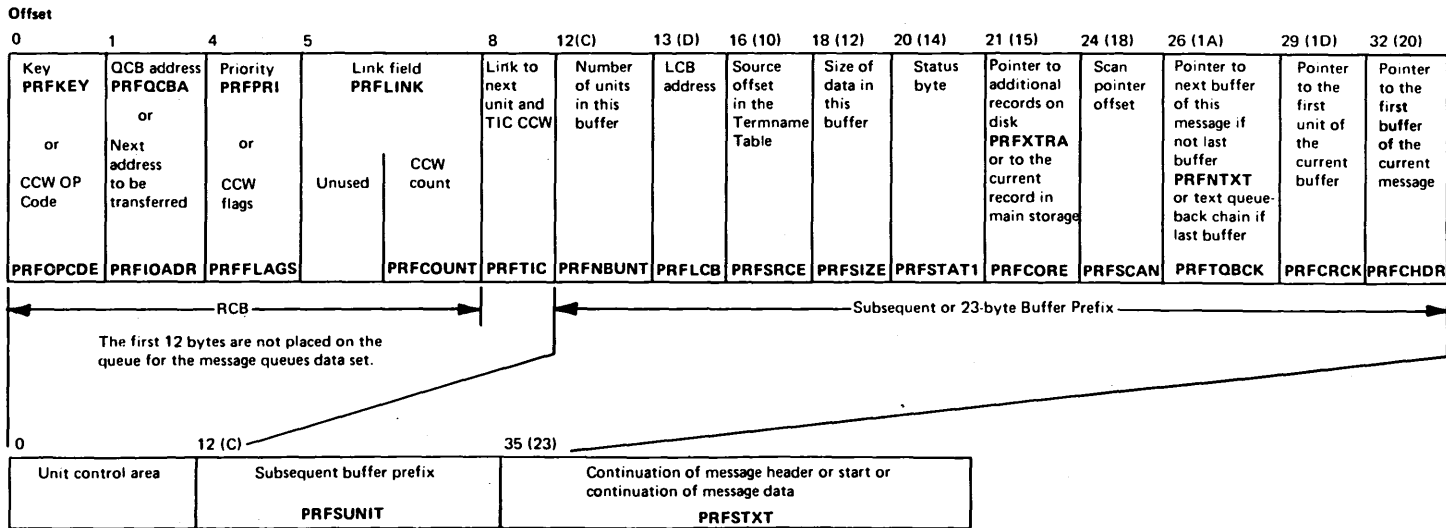 Offset
0 1 4 5 8 12(C) 13 (D) 16 (10) 18 (12) 20 (14) 21 (15) 24 (18) 26 (1A) 29 (1D) 32 (20)
Key
PRFKEY
or
CCW OP
Code
PRFOPCDE
QCB address
PRFQCBA
or
Next
address
to be
transferred
PRFIOADR
Priority
PRFPRI
or
CCW
flags
PRFFLAGS
Link field
PRFLINK
Unused
CCW
count
PRFCOUNT
Link to
next
unit and
TIC CCW
PRFTIC
Number
of units
in this
buffer
PRFNBUNT
LCB
address
PRFLCB
Source
offset
in the
Termname
Table
PRFSRCE
Size of
data in
this
buffer
PRFSIZE
Status
byte
PRFSTAT1
Pointer to
additional
records on
disk
PRFXTRA
or to the
current
record in
main storage
PRFCORE
Scan
pointer
offset
PRFSCAN
Pointer to
next buffer
of this
message if
not last
buffer
PRFNTXT
or text queue-
back chain if
last buffer
PRFTQBCK
Pointer
to the
first
unit of
the
current
buffer
PRFCRCK
Pointer
to the
first
buffer
of the
current
message
PRFCHDR
RCB
Subsequent or 23-byte Buffer Prefix
The first 12 bytes are not placed on the
queue for the message queues data set.
0 12 (C) 35 (23)
Unit control area
Subsequent buffer prefix
PRFSUNIT
Continuation of message header or start or
continuation of message data
PRFSTXT